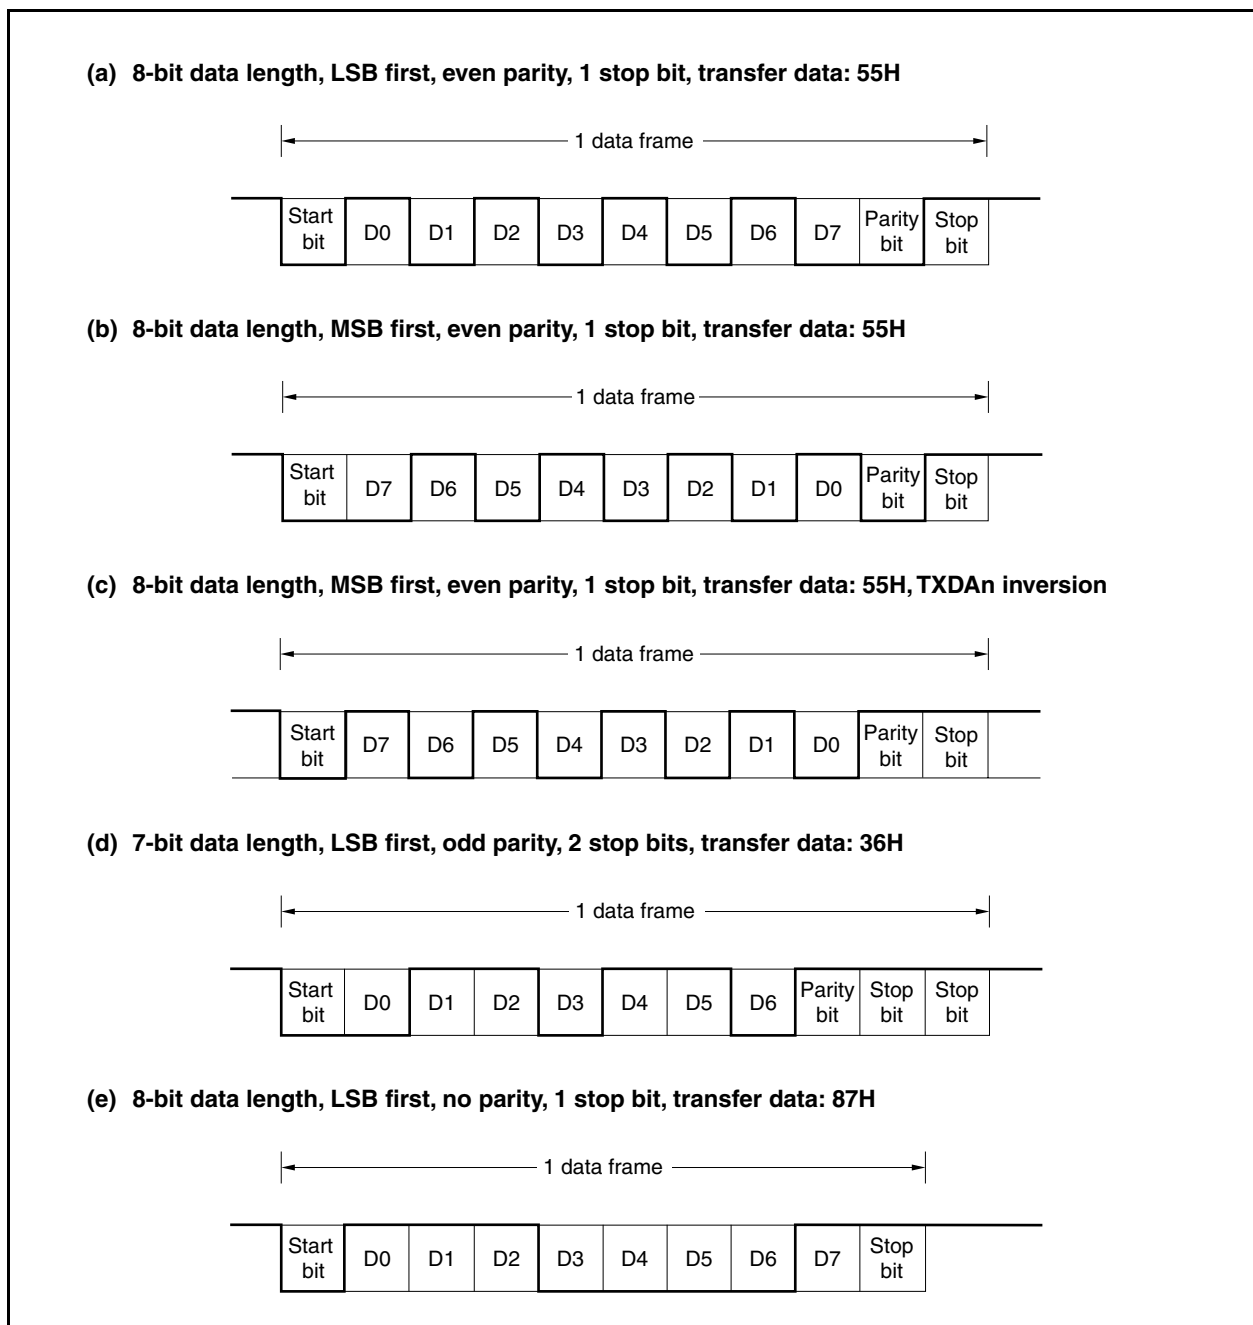 (a) 8-bit data length, LSB first, even parity, 1 stop bit, transfer data: 55H
1 data frame
Start bit D0 D1 D2 D3 D4 D5 D6 D7 Parity bit Stop bit
(b) 8-bit data length, MSB first, even parity, 1 stop bit, transfer data: 55H
1 data frame
Start bit D7 D6 D5 D4 D3 D2 D1 D0 Parity bit Stop bit
(c) 8-bit data length, MSB first, even parity, 1 stop bit, transfer data: 55H, TXDAn inversion
1 data frame
Start bit D7 D6 D5 D4 D3 D2 D1 D0 Parity bit Stop bit
(d) 7-bit data length, LSB first, odd parity, 2 stop bits, transfer data: 36H
1 data frame
Start bit D0 D1 D2 D3 D4 D5 D6 Parity bit Stop bit Stop bit
(e) 8-bit data length, LSB first, no parity, 1 stop bit, transfer data: 87H
1 data frame
Start bit D0 D1 D2 D3 D4 D5 D6 D7 Stop bit